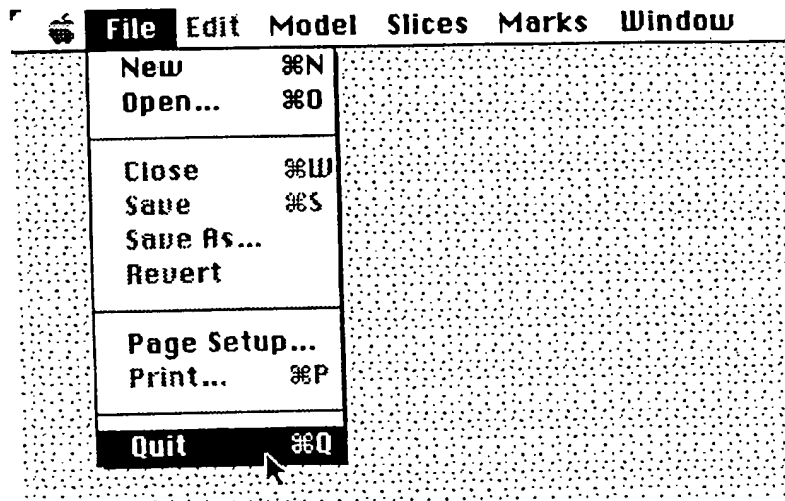 File Edit Model Slices Marks Window
New ⌘N
Open... ⌘O
Close ⌘W
Save ⌘S
Save As...
Revert
Page Setup...
Print... ⌘P
Quit ⌘Q